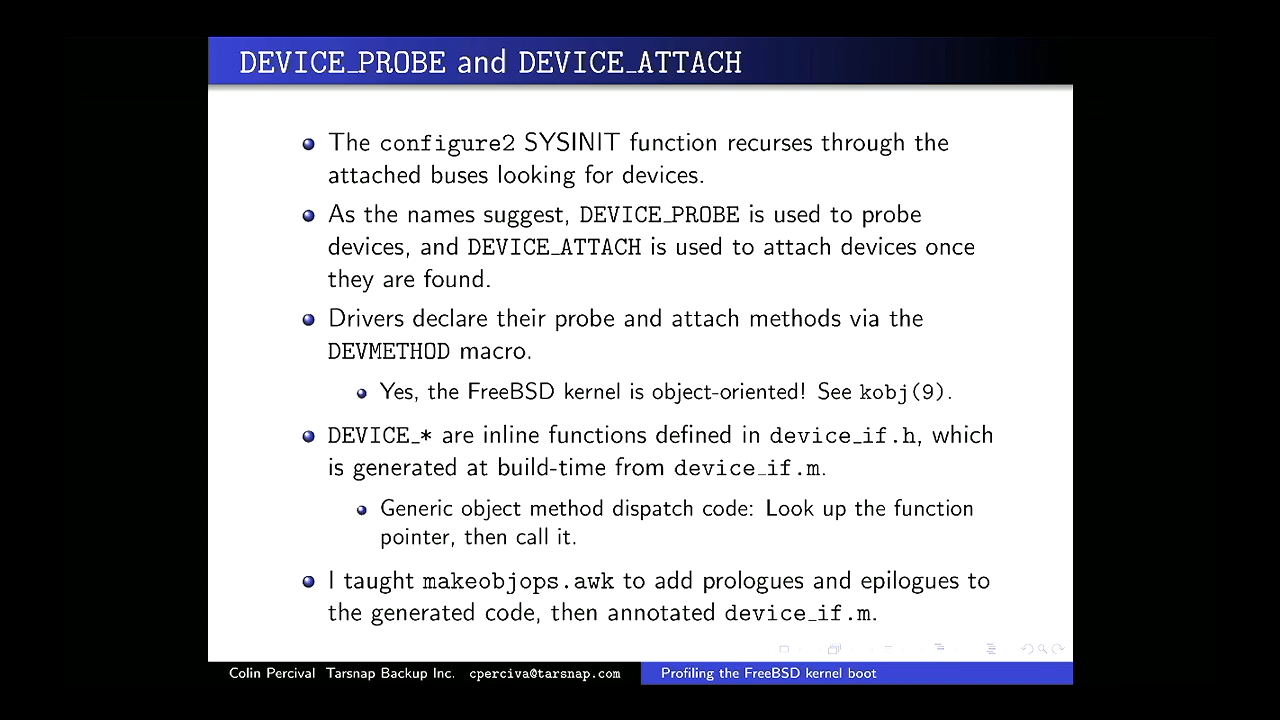 DEVICE_PROBE and DEVICE_ATTACH
The configure2 SYSINIT function recurses through the
attached buses looking for devices.
As the names suggest, DEVICE_PROBE is used to probe
devices, and DEVICE_ATTACH is used to attach devices once
they are found.
Drivers declare their probe and attach methods via the
DEVMETHOD macro.
Yes, the FreeBSD kernel is object-oriented! See kobj(9).
DEVICE_* are inline functions defined in device_if.h, which
is generated at build-time from device_if.m.
Generic object method dispatch code: Look up the function
pointer, then call it.
I taught makeobjops.awk to add prologues and epilogues to
the generated code, then annotated device_if.m.
Colin Percival Tarsnap Backup Inc. cperciva@tarsnap.com Profiling the FreeBSD kernel boot